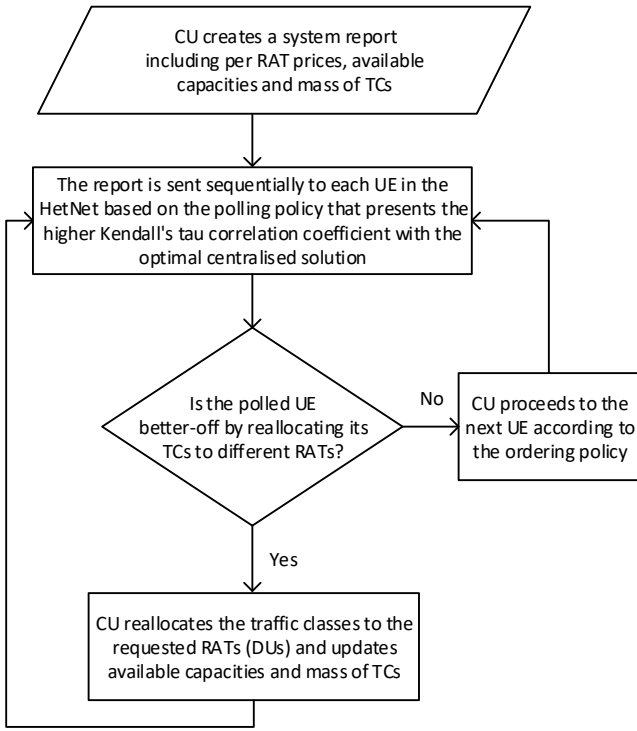 CU creates a system report
including per RAT prices, available
capacities and mass of TCs
The report is sent sequentially to each UE in the
HetNet based on the polling policy that presents the
higher Kendall's tau correlation coefficient with the
optimal centralised solution
Is the polled UE
better-off by reallocating its
TCs to different RATs?
No
CU proceeds to the
next UE according to
the ordering policy
Yes
CU reallocates the traffic classes to the
requested RATs (DUs) and updates
available capacities and mass of TCs